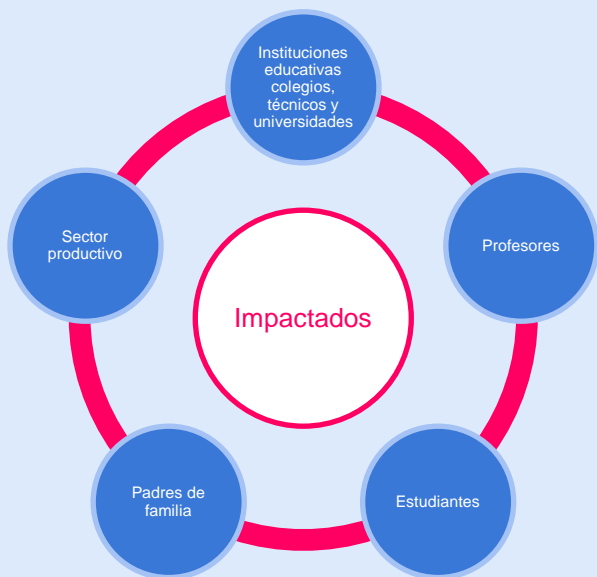 Instituciones
educativas
colegios,
técnicos y
universidades
Sector
productivo
Profesores
Impactados
Padres de
familia
Estudiantes